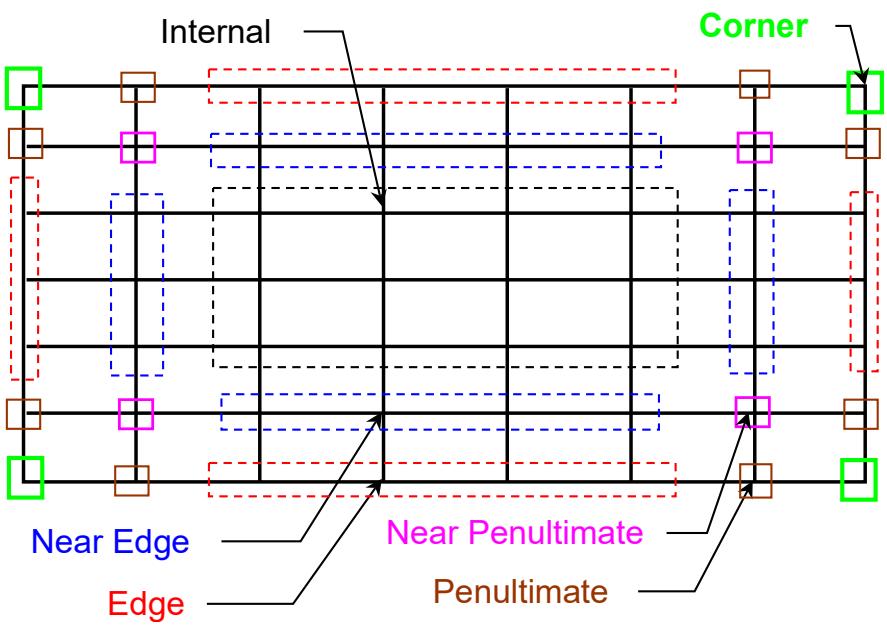 Internal
Corner
Near Edge
Near Penultimate
Edge
Penultimate